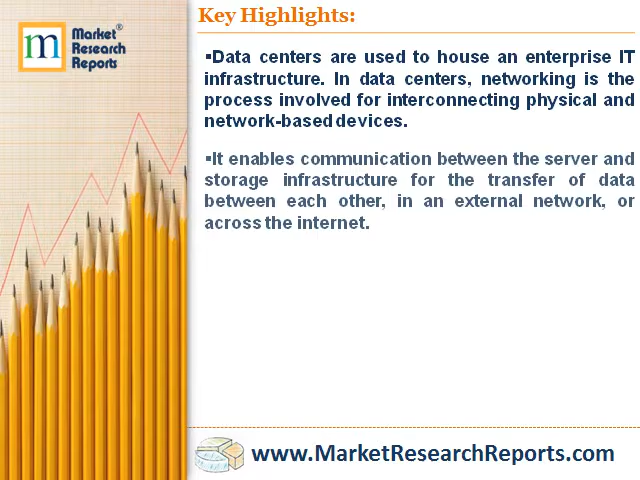 m
Market®
Research
Reports
Key Highlights:
▪Data centers are used to house an enterprise IT
infrastructure. In data centers, networking is the
process involved for interconnecting physical and
network-based devices.
▪It enables communication between the server and
storage infrastructure for the transfer of data
between each other, in an external network, or
across the internet.
www.MarketResearchReports.com